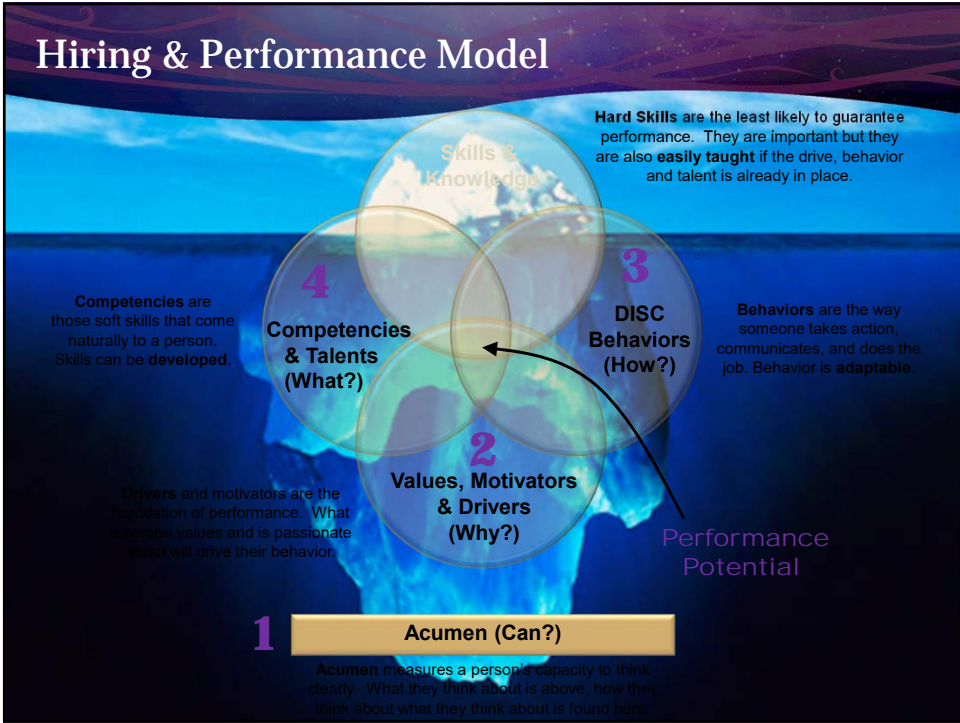 Hiring & Performance Model
Hard Skills are the least likely to guarantee
performance. They are important but they
are also easily taught if the drive, behavior
and talent is already in place.
Skills &
Knowledge
4
Competencies
& Talents
(What?)
3
DISC
Behaviors
(How?)
Competencies are
those soft skills that come
naturally to a person.
Skills can be developed.
Behaviors are the way
someone takes action,
communicates, and does the
job. Behavior is adaptable.
2
Values, Motivators
& Drivers
(Why?)
Drivers and motivators are the
foundation of performance. What
a person values and is passionate
about will drive their behavior.
Performance
Potential
1
Acumen (Can?)
Acumen measures a person's capacity to think
clearly. What they think about is above, how they
think about what they think about is found here.